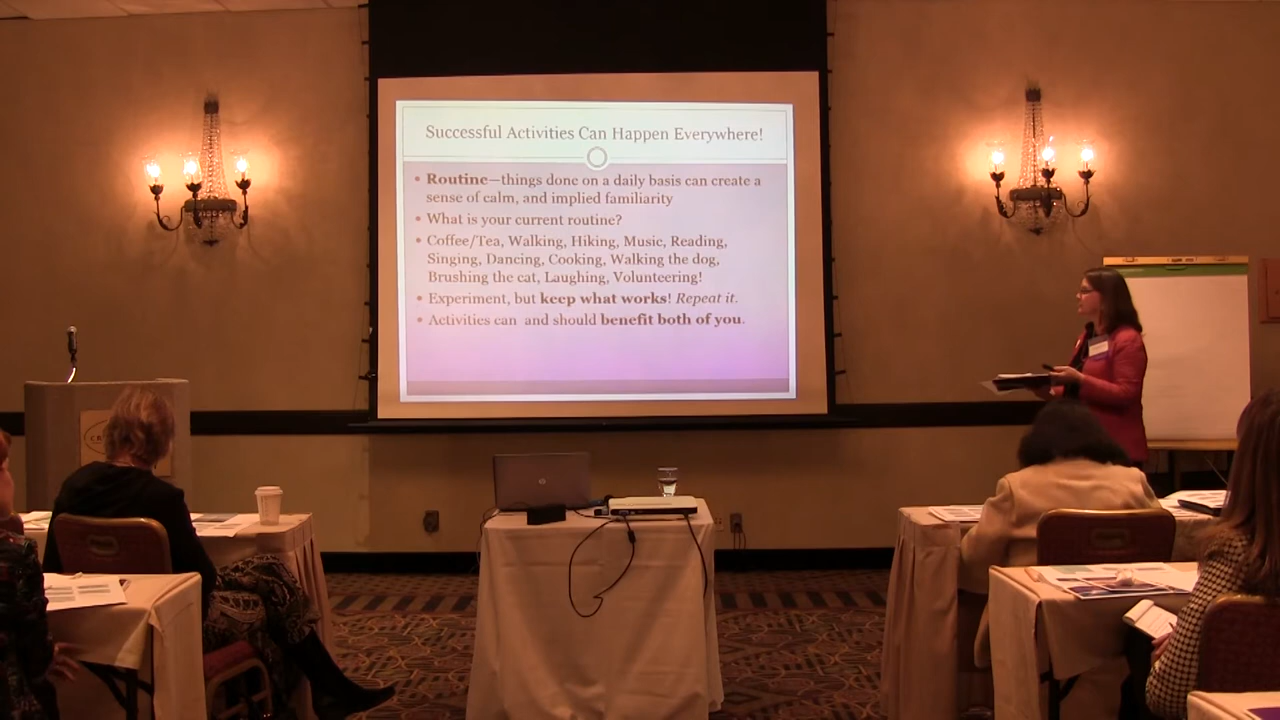 Successful Activities Can Happen Everywhere!
• Routine—things done on a daily basis can create a
sense of calm, and implied familiarity
• What is your current routine?
• Coffee/Tea, Walking, Hiking, Music, Reading,
Singing, Dancing, Cooking, Walking the dog,
Brushing the cat, Laughing, Volunteering!
• Experiment, but keep what works! Repeat it.
• Activities can and should benefit both of you.